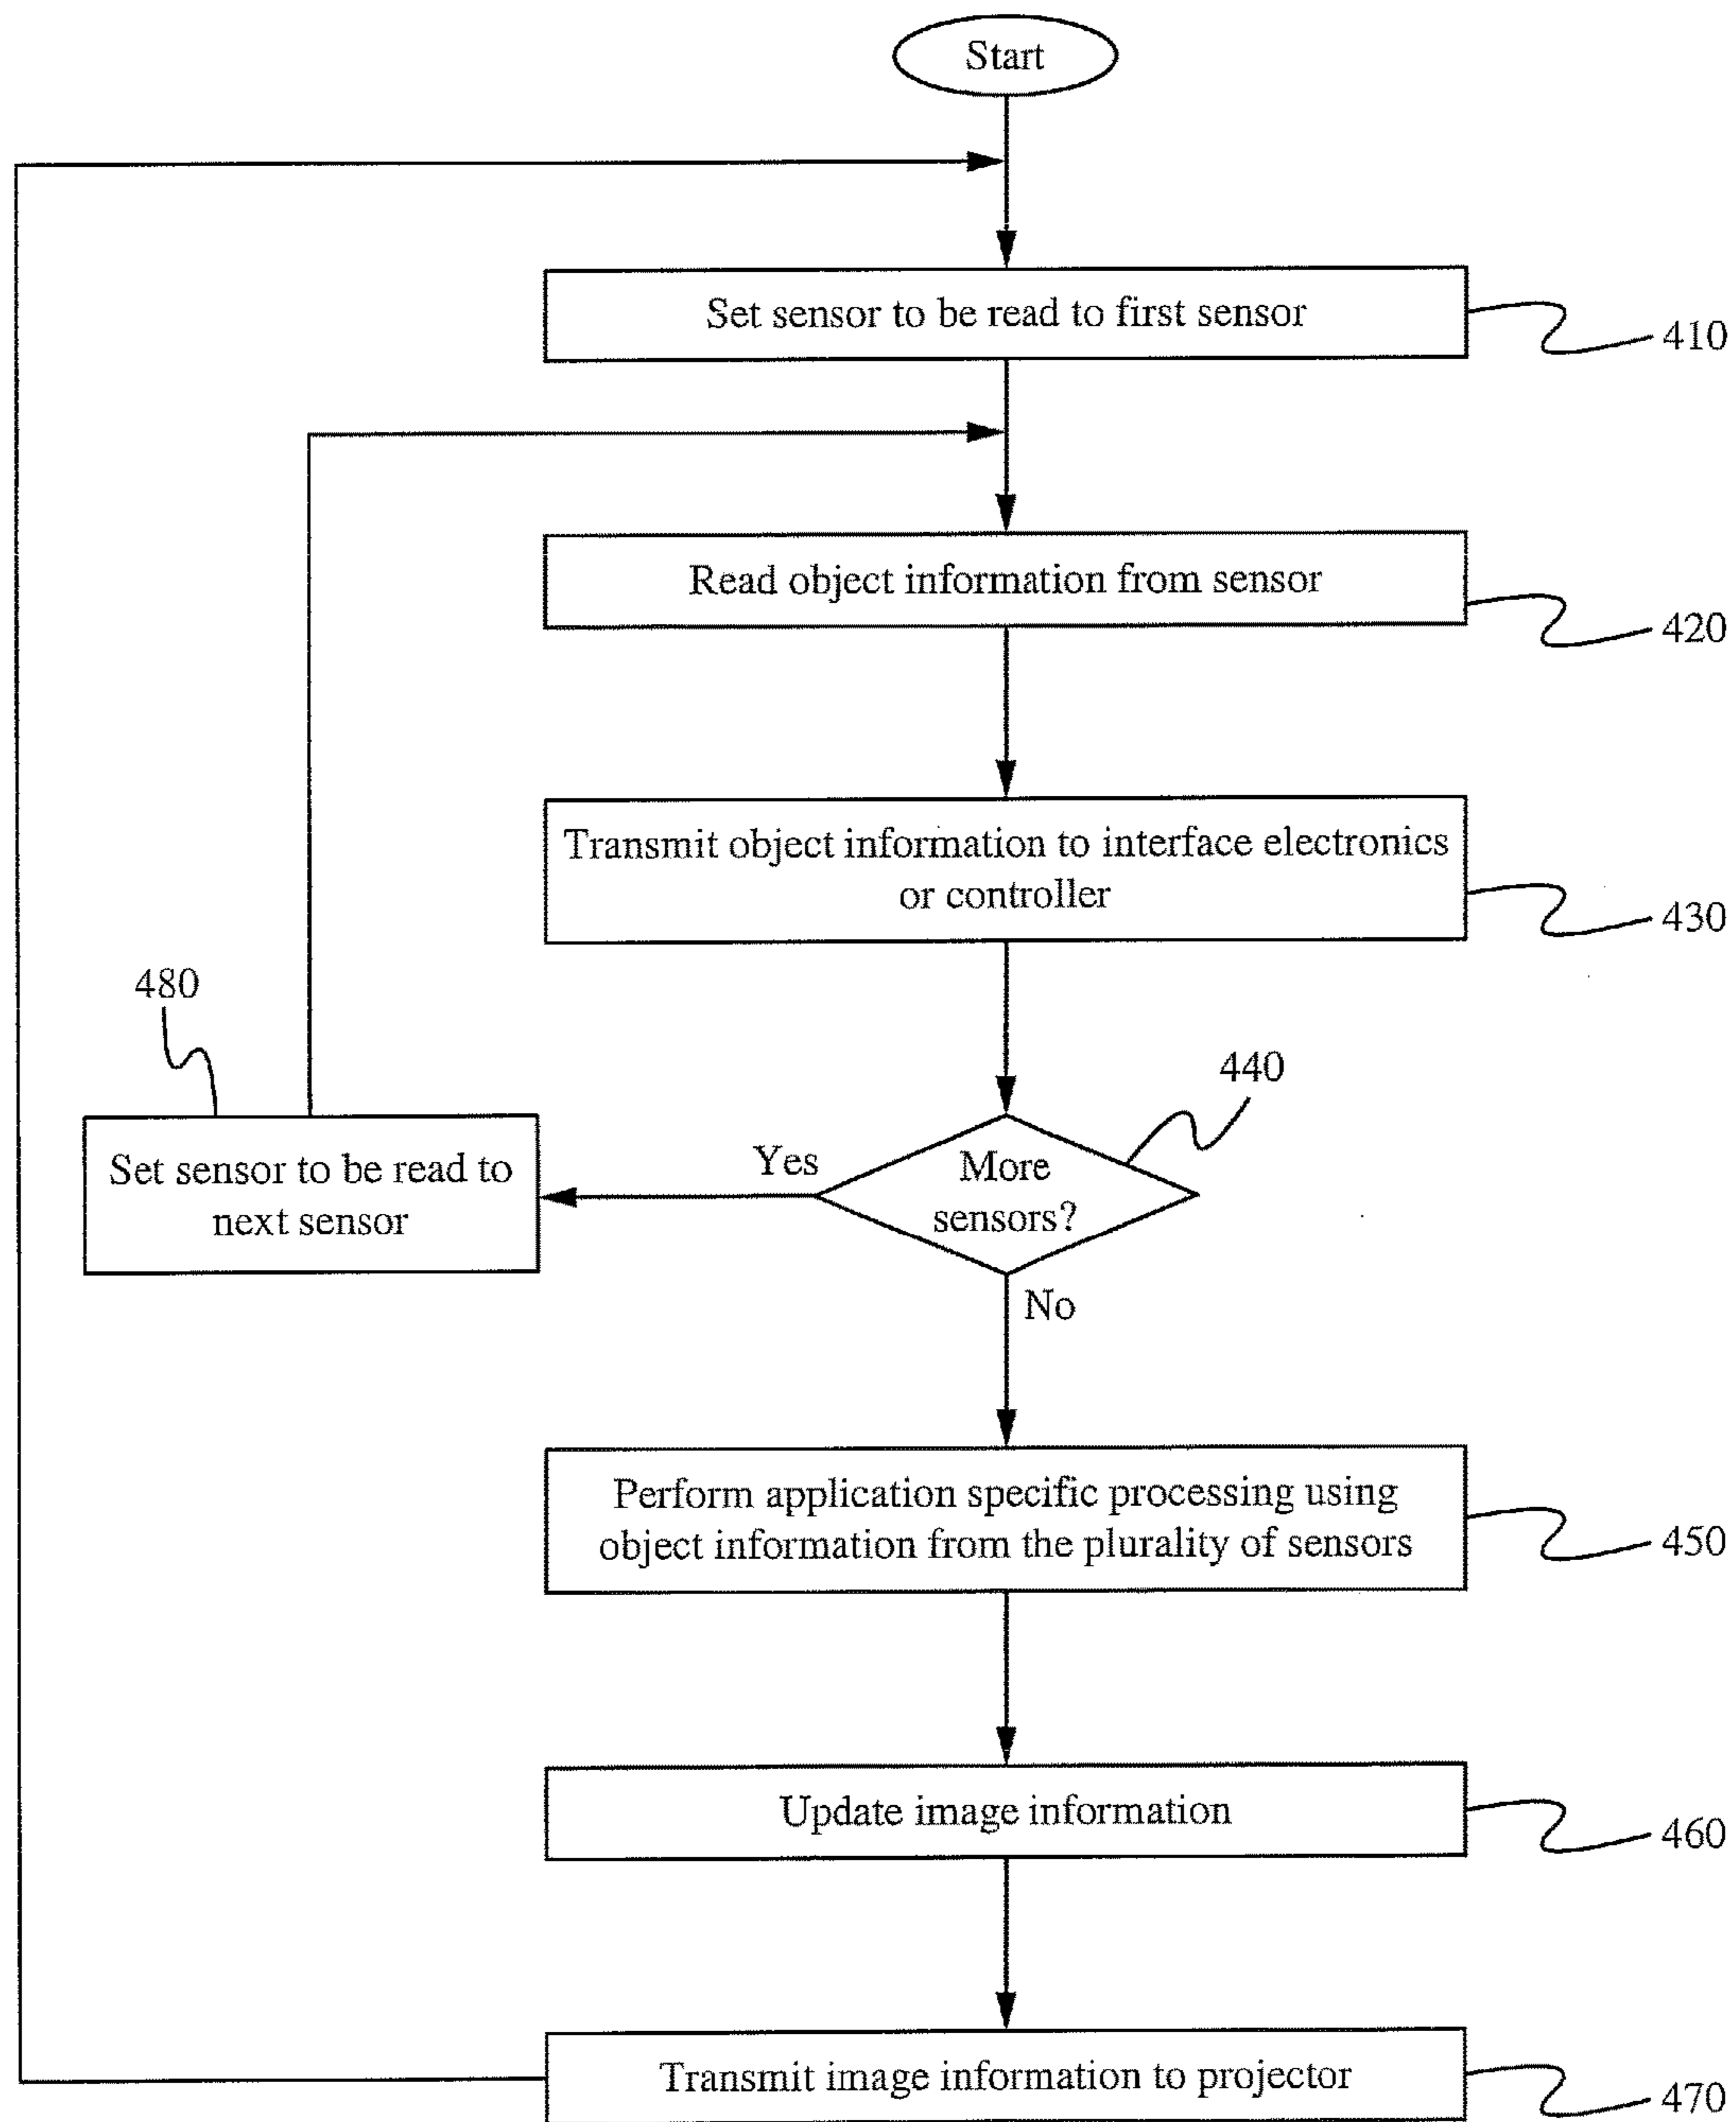 Start
Set sensor to be read to first sensor
410
Read object information from sensor
420
Transmit object information to interface electronics
or controller
430
480
440
Set sensor to be read to
next sensor
Yes
More
sensors?
No
Perform application specific processing using
object information from the plurality of sensors
450
Update image information
460
Transmit image information to projector
470